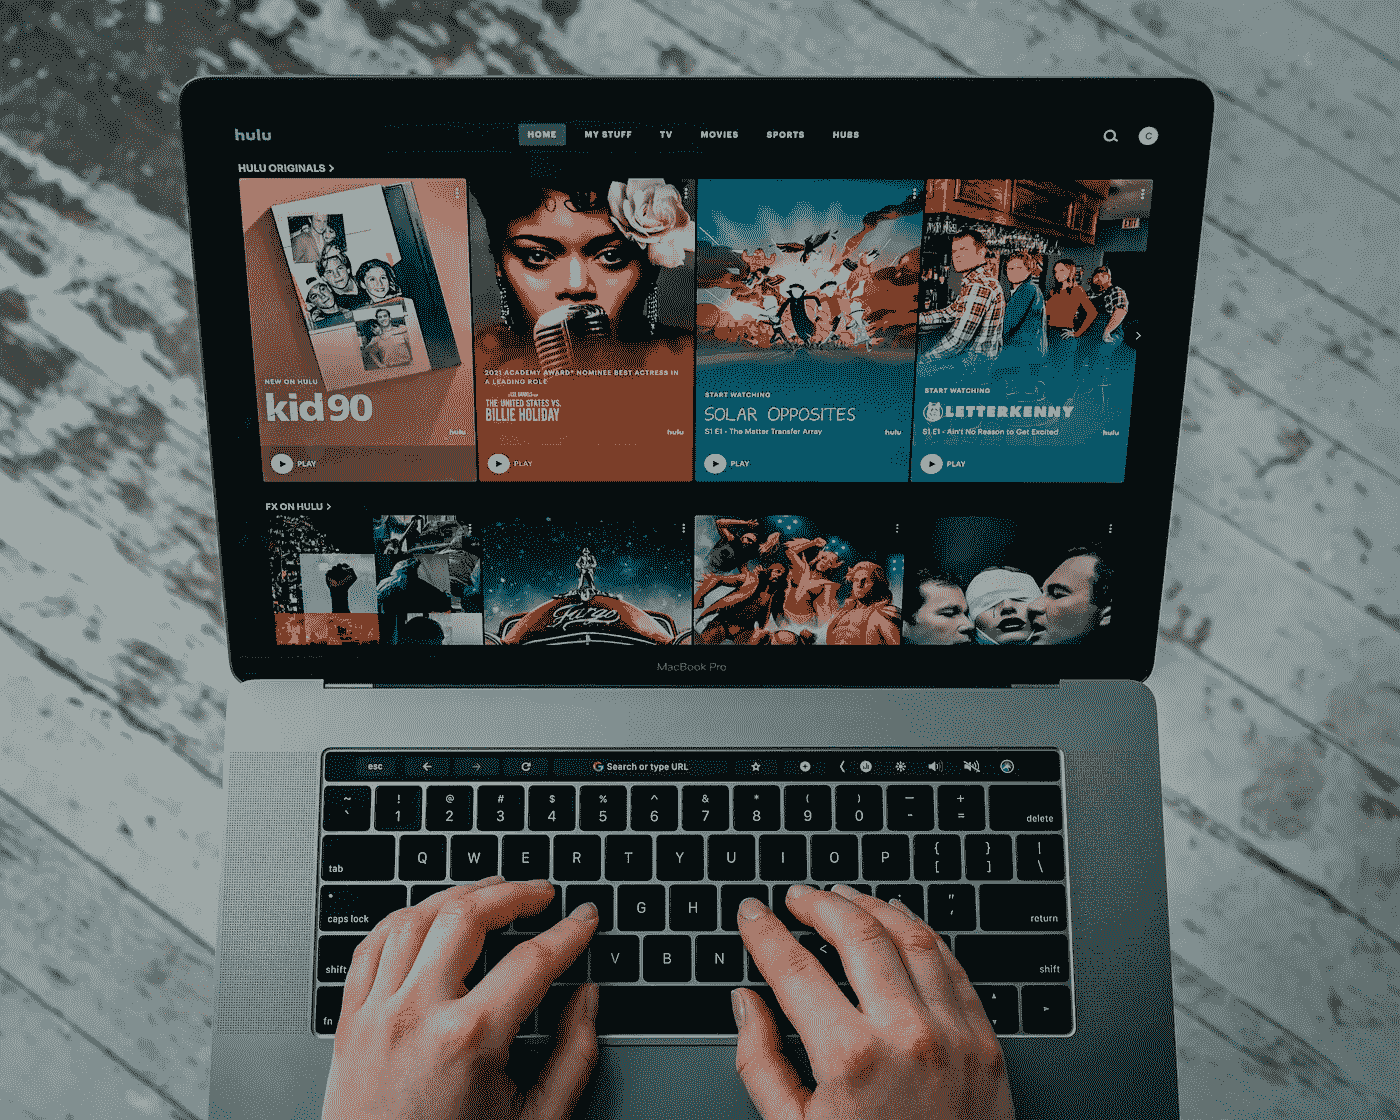 hulu
HOME MY STUFF TV MOVIES SPORTS HUBS
C
HULU ORIGINALS >
NEW ON HULU
kid 90
hulu
PLAY
2021 ACADEMY AWARD® NOMINEE BEST ACTRESS IN
A LEADING ROLE
THE UNITED STATES VS.
BILLIE HOLIDAY
hulu
PLAY
START WATCHING
SOLAR OPPOSITES
S1 E1 - The Matter Transfer Array
hulu
PLAY
START WATCHING
LETTERKENNY
S1 E1 - Ain't No Reason to Get Excited
hulu
PLAY
FX ON HULU >
Fargo
MacBook Pro
esc G Search or type URL
~ ! @ # $ % ^ & * ( ) — +
` 1 2 3 4 5 6 7 8 9 0 - = delete
tab Q W E R T Y U I O P { [ } ] | \
caps lock G H " ' return
shift V B N < shift
fn